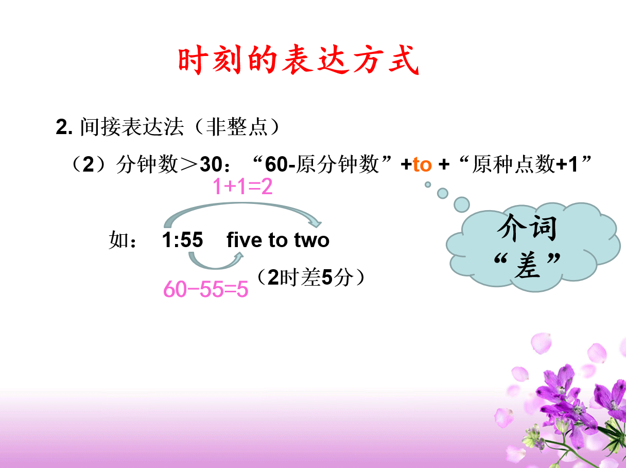 时刻的表达方式
2. 间接表达法（非整点）
（2）分钟数＞30：“60-原分钟数”+to +“原种点数+1”
1+1=2
介词
“差”
如： 1:55 five to two
（2时差5分）
60-55=5